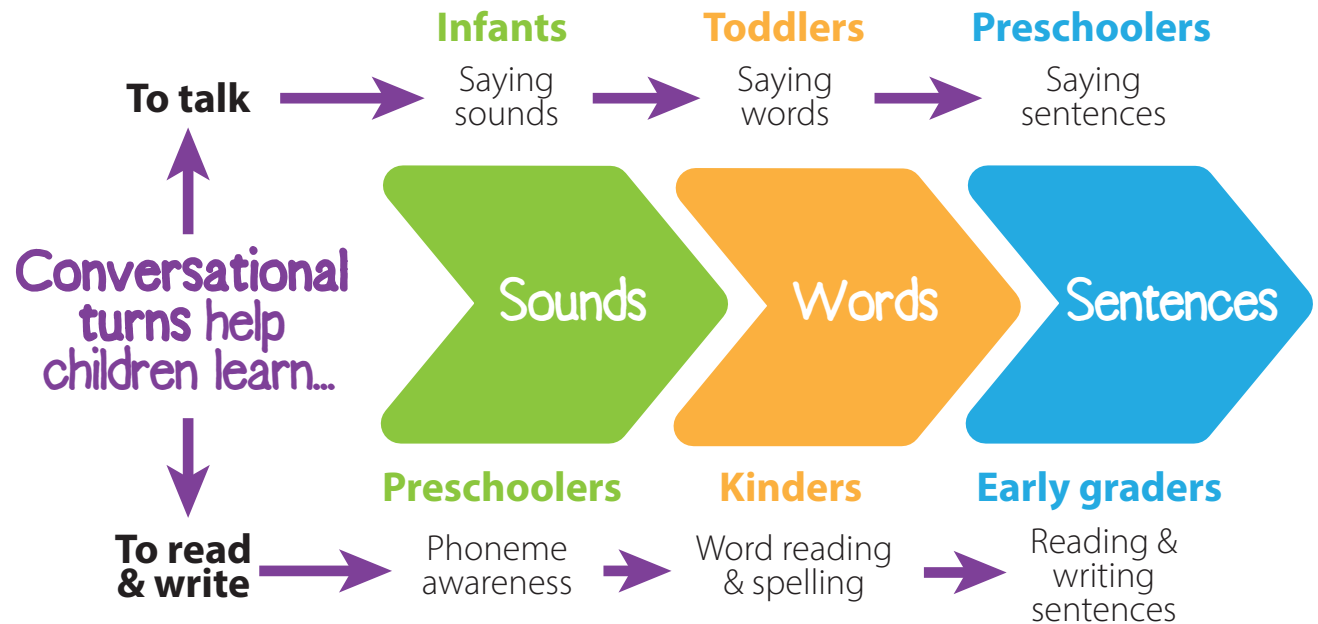 Infants
Toddlers
Preschoolers
To talk
Saying
sounds
Saying
words
Saying
sentences
Conversational
turns help
children learn...
Sounds
Words
Sentences
Preschoolers
Kinders
Early graders
To read
& write
Phoneme
awareness
Word reading
& spelling
Reading &
writing
sentences